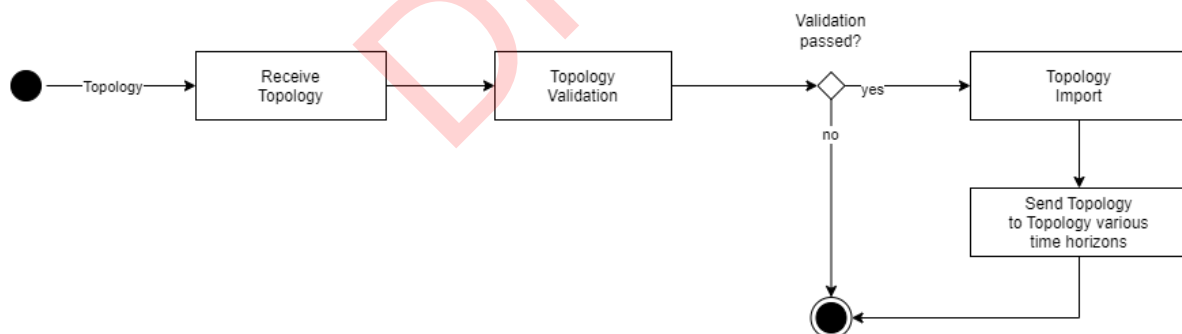 Validation
passed?
Topology
Receive
Topology
Topology
Validation
yes
Topology
Import
no
Send Topology
to Topology various
time horizons